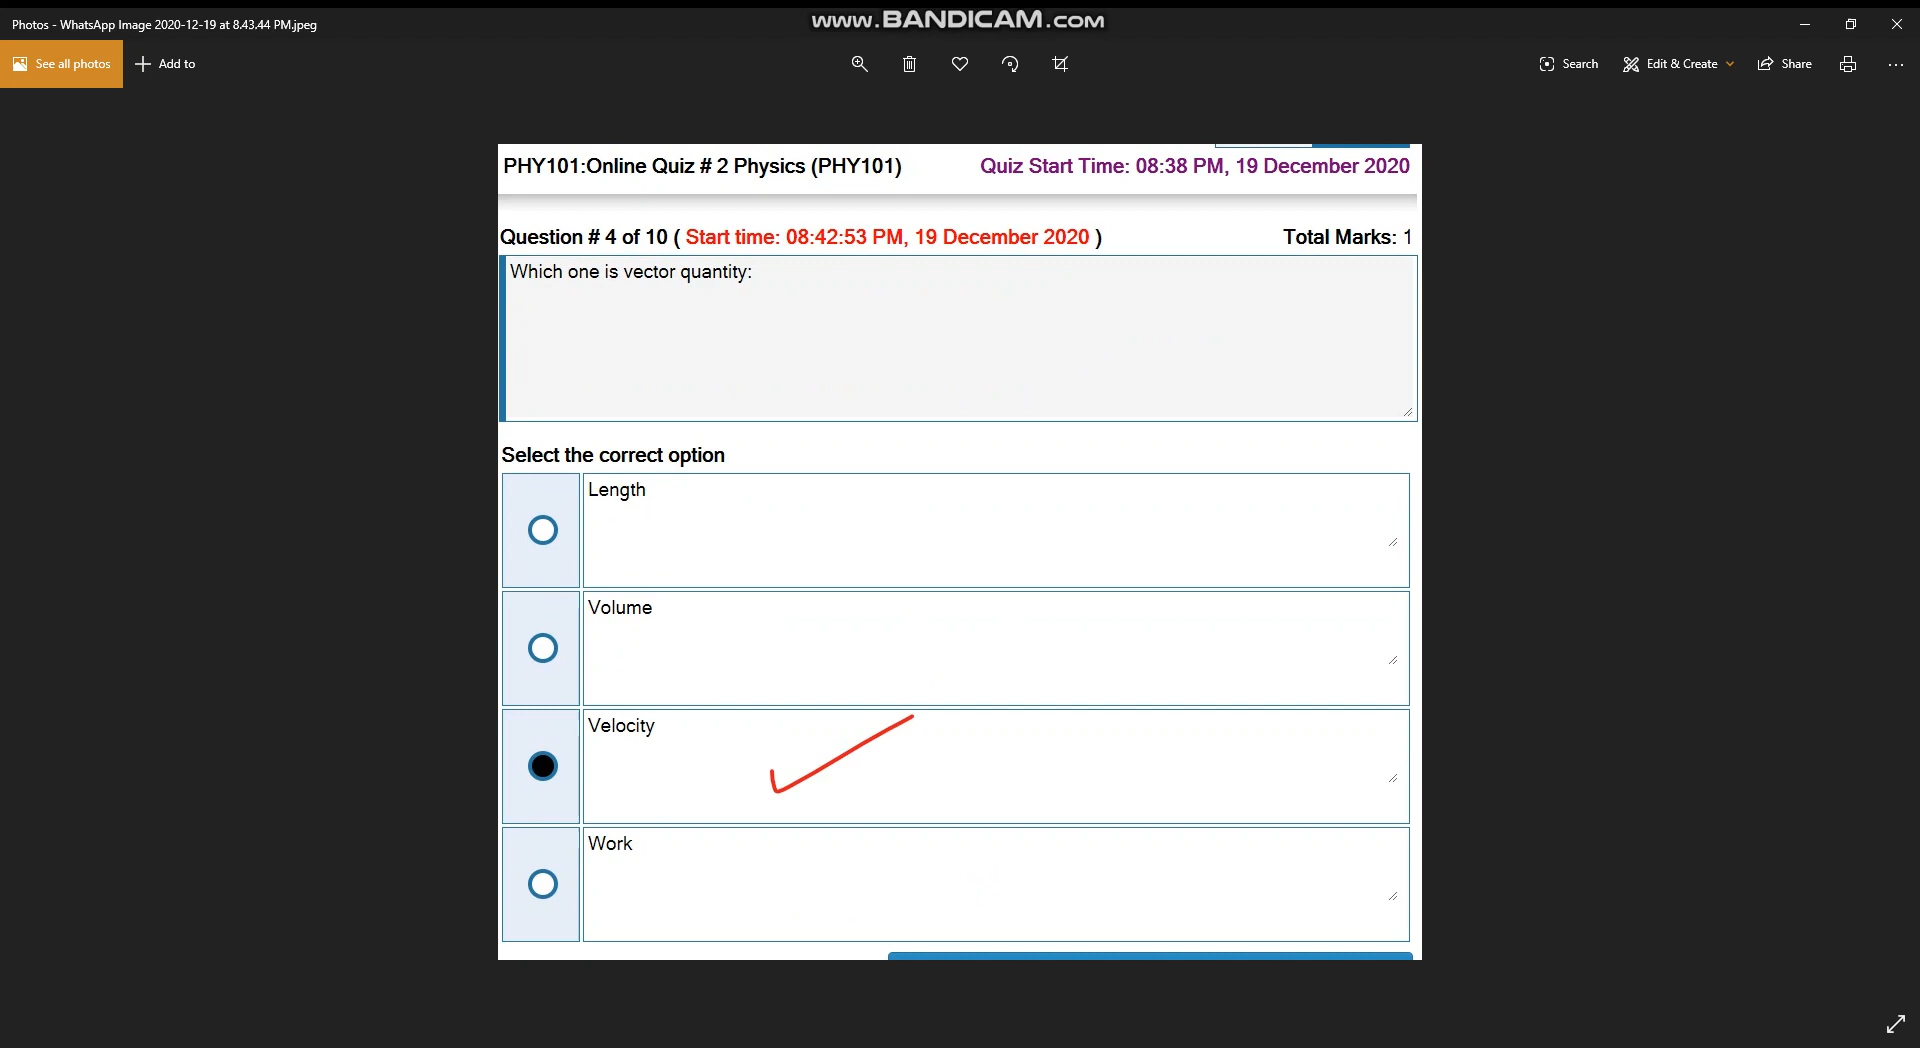 www.BANDICAM.com
Photos - WhatsApp Image 2020-12-19 at 8.43.44 PM.jpeg
See all photos
Add to
Search
Edit & Create
Share
PHY101:Online Quiz # 2 Physics (PHY101)
Quiz Start Time: 08:38 PM, 19 December 2020
Question # 4 of 10 ( Start time: 08:42:53 PM, 19 December 2020 )
Total Marks: 1
Which one is vector quantity:
Select the correct option
Length
Volume
Velocity
Work